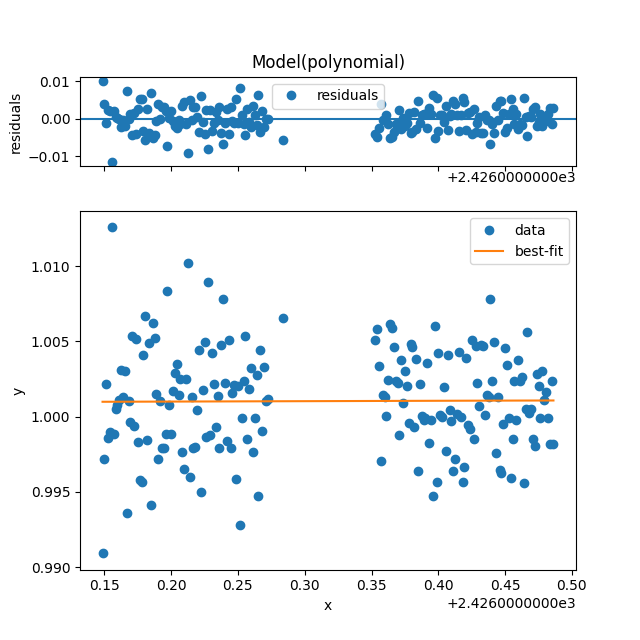 Model(polynomial)
0.01
0.00
−0.01
residuals
residuals
+2.4260000000e3
data
best-fit
1.010
1.005
1.000
0.995
0.990
y
0.15 0.20 0.25 0.30 0.35 0.40 0.45 0.50
x
+2.4260000000e3